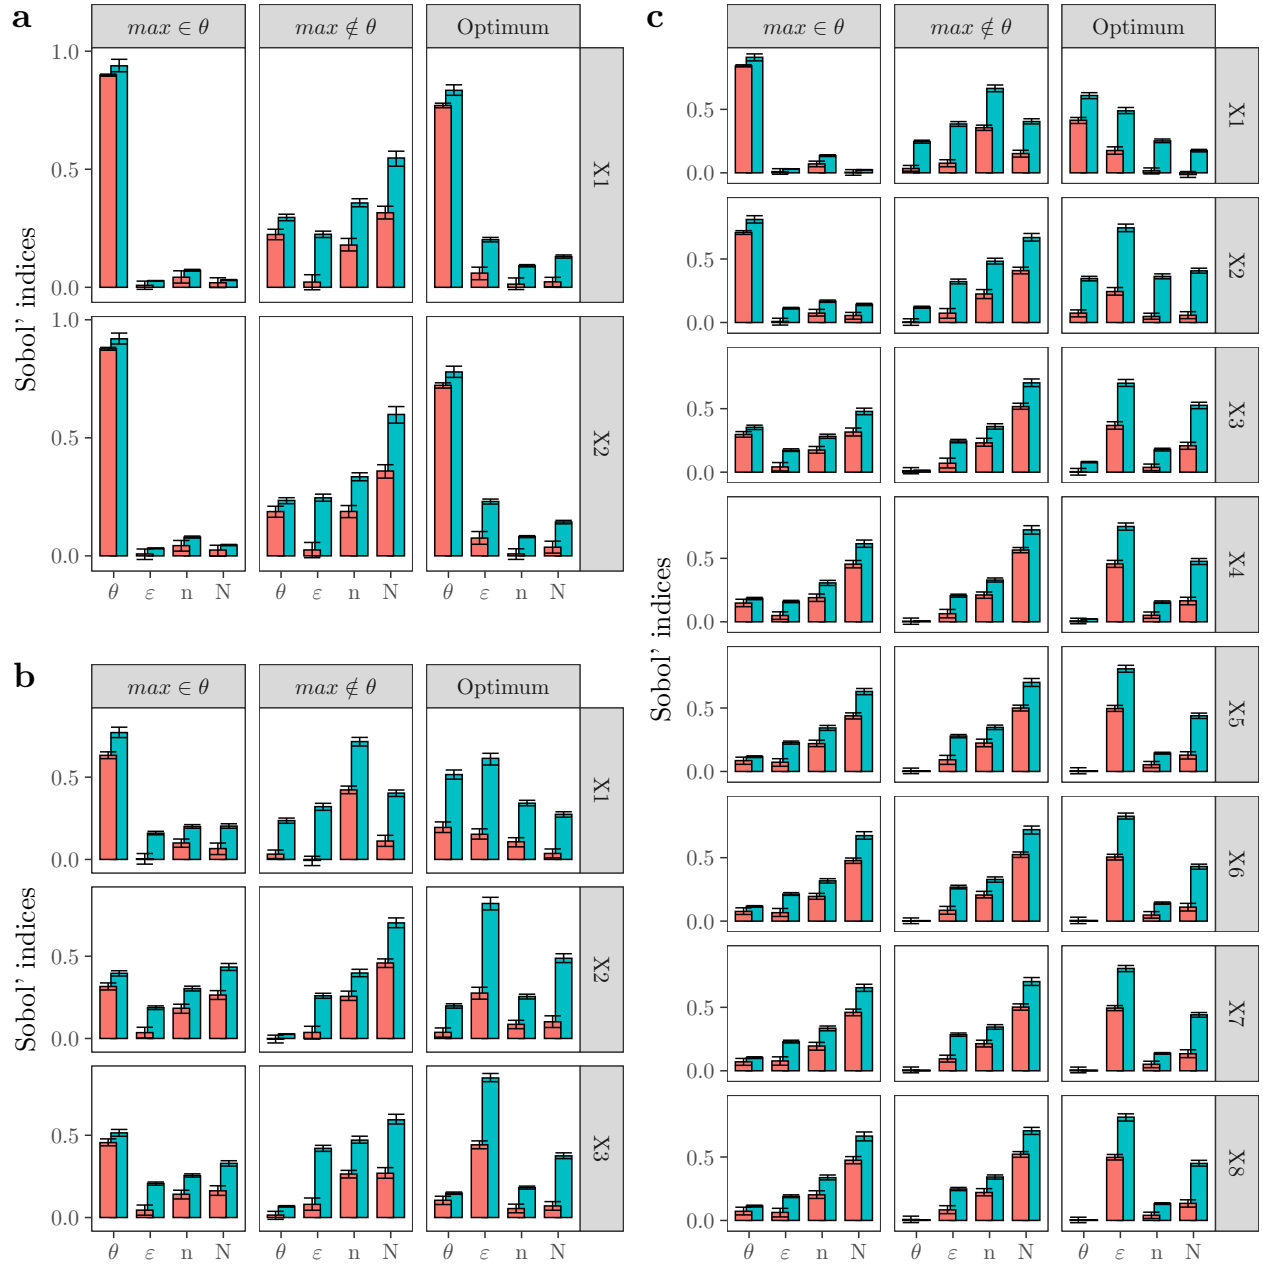 a
max ∈ θ
max ∉ θ
Optimum
Sobol’ indices
1.0
0.5
0.0
X1
1.0
0.5
0.0
X2
θ ε n N
θ ε n N
θ ε n N
b
max ∈ θ
max ∉ θ
Optimum
Sobol’ indices
0.5
0.0
X1
0.5
0.0
X2
0.5
0.0
X3
θ ε n N
θ ε n N
θ ε n N
c
max ∈ θ
max ∉ θ
Optimum
Sobol’ indices
0.5
0.0
X1
0.5
0.0
X2
0.5
0.0
X3
0.5
0.0
X4
0.5
0.0
X5
0.5
0.0
X6
0.5
0.0
X7
0.5
0.0
X8
θ ε n N
θ ε n N
θ ε n N